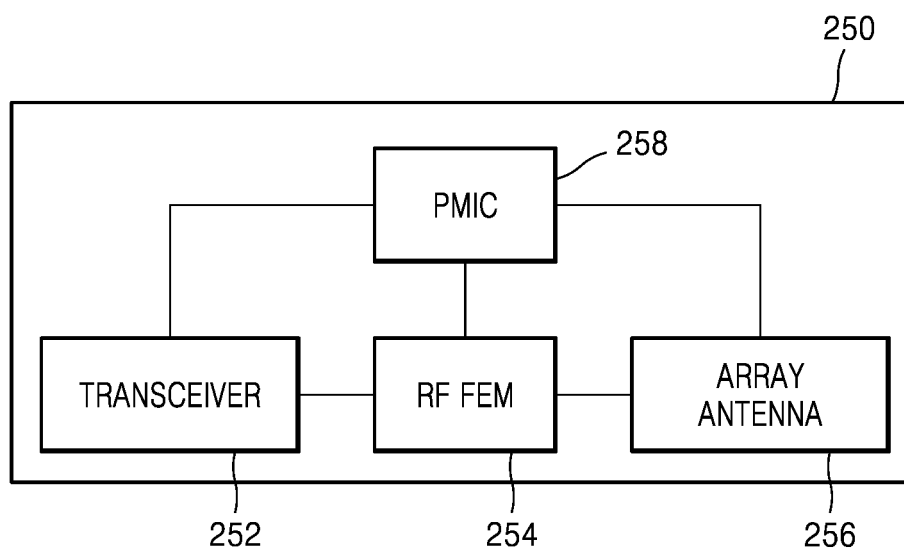 250
258
PMIC
TRANSCEIVER
RF FEM
ARRAY
ANTENNA
252
254
256